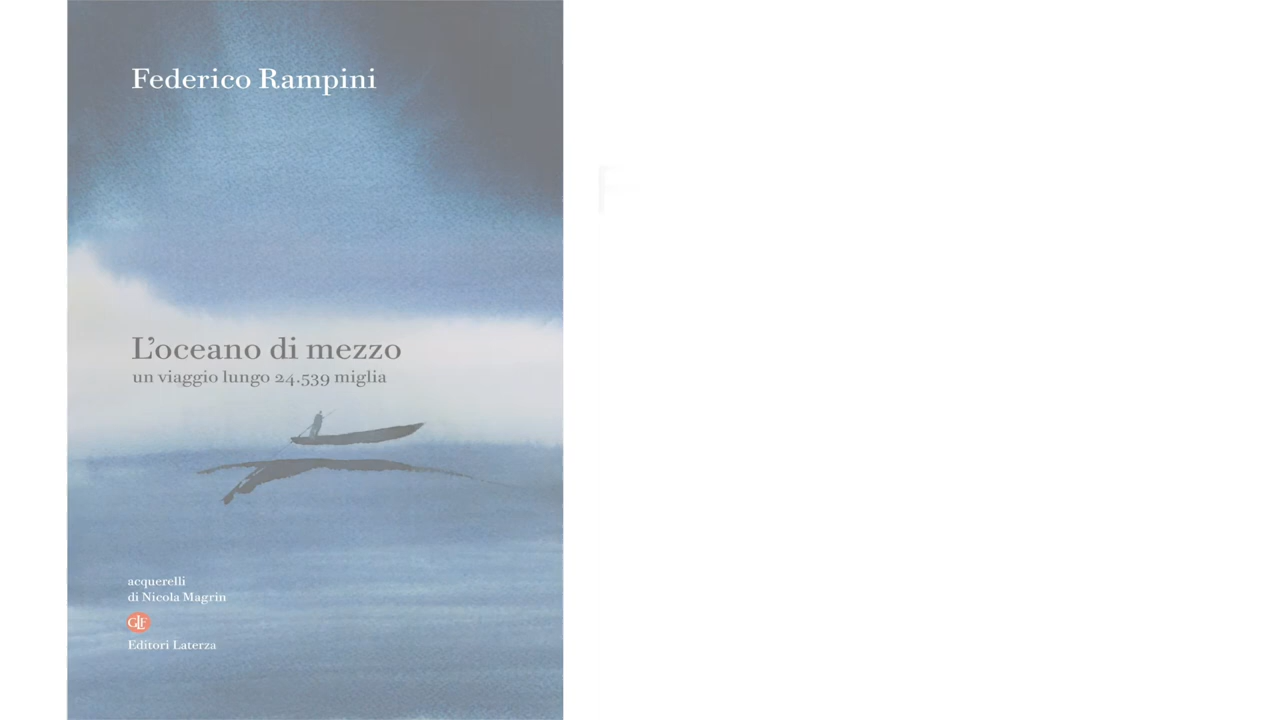 Federico Rampini
L'oceano di mezzo
un viaggio lungo 24.539 miglia
acquerelli
di Nicola Magrin
GLF
Editori Laterza